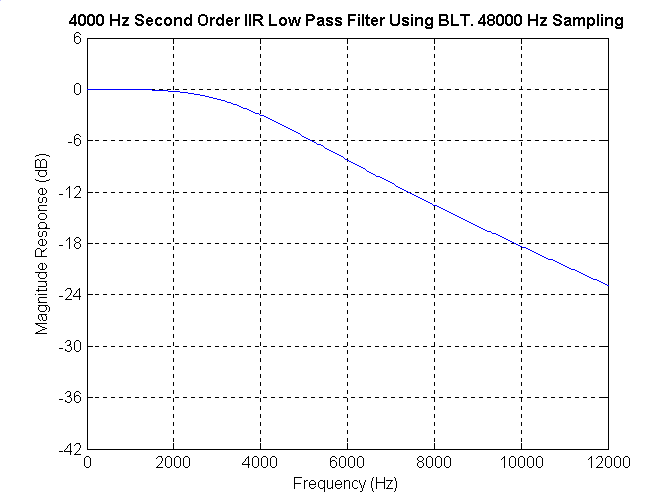 4000 Hz Second Order IIR Low Pass Filter Using BLT. 48000 Hz Sampling
6
0
-6
-12
-18
-24
-30
-36
-42
Magnitude Response (dB)
0 2000 4000 6000 8000 10000 12000
Frequency (Hz)